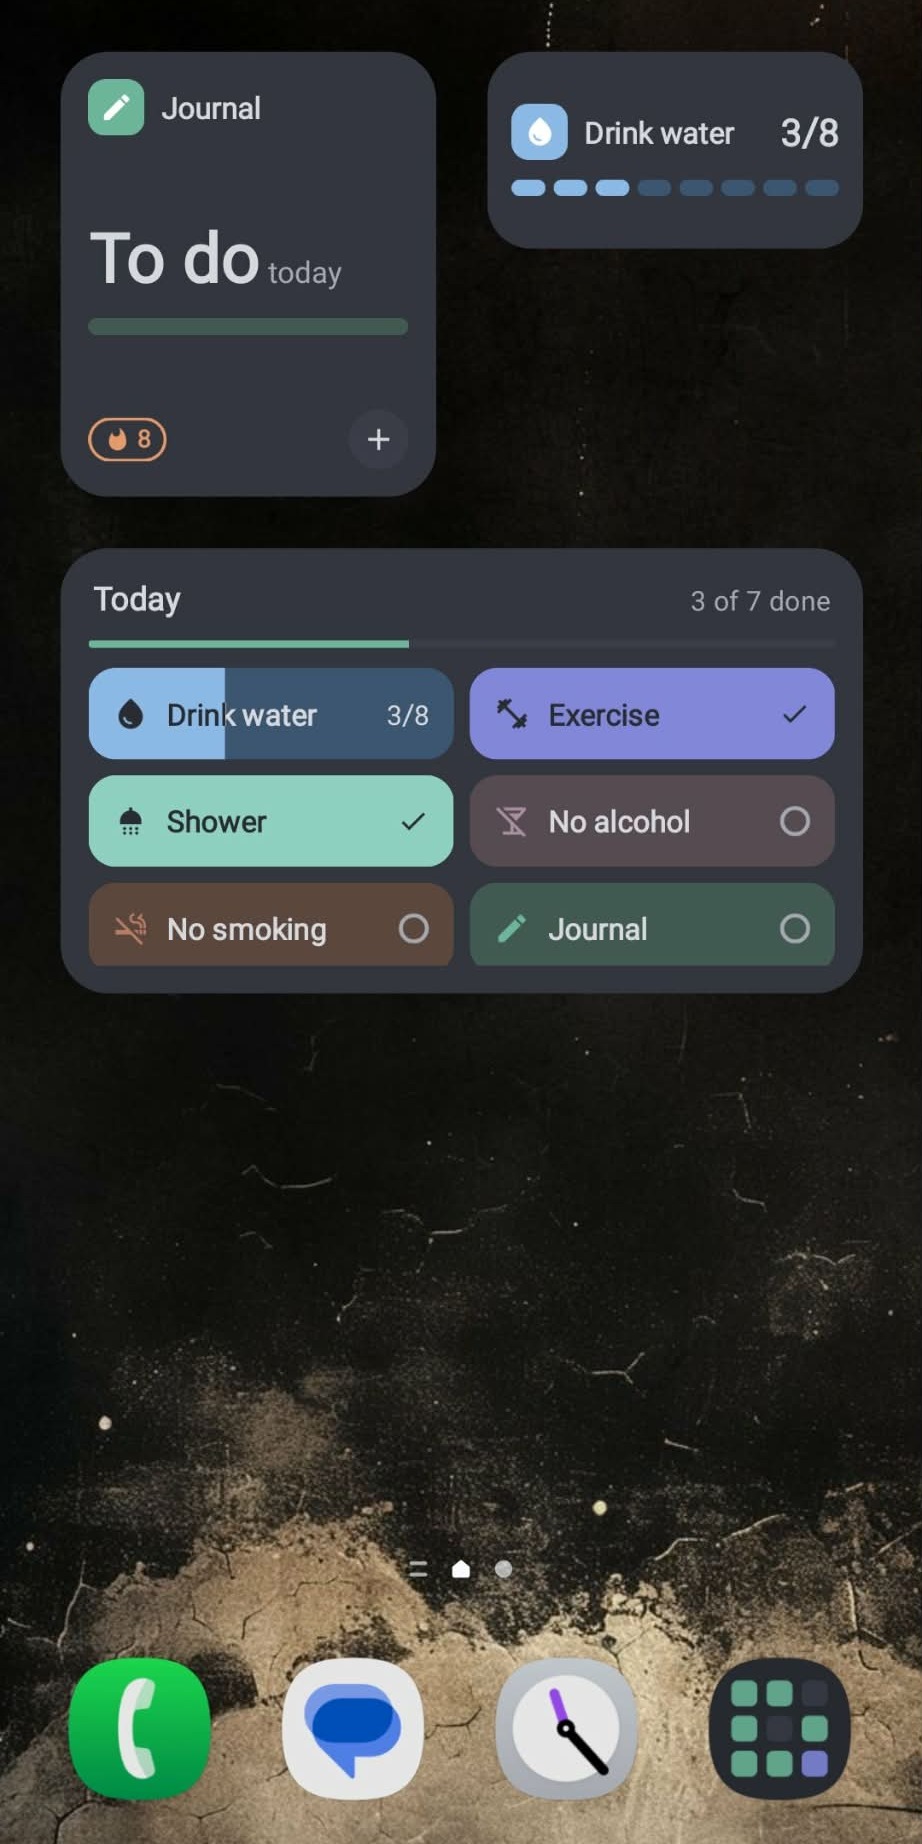 Journal
To do today
8
Drink water 3/8
Today 3 of 7 done
Drink water 3/8
Exercise
Shower
No alcohol
No smoking
Journal